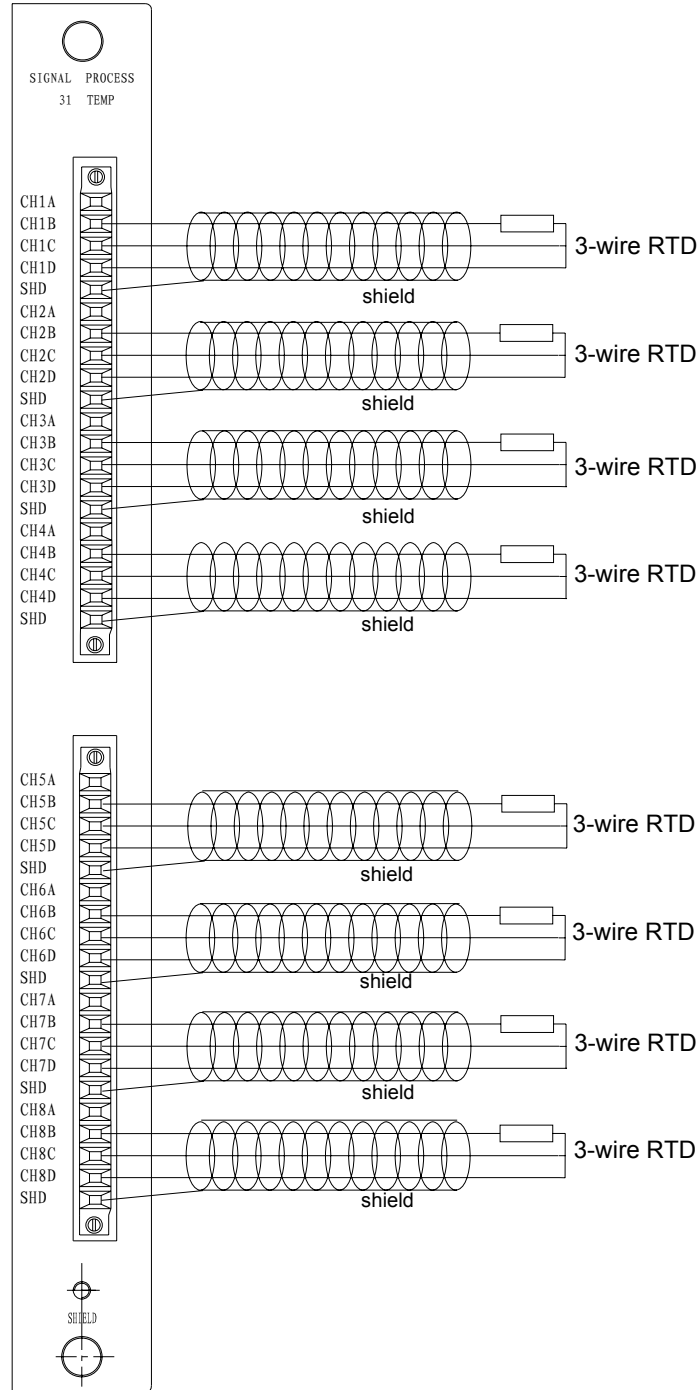 SIGNAL PROCESS
31 TEMP
CH1A
CH1B
CH1C
CH1D
SHD
CH2A
CH2B
CH2C
CH2D
SHD
CH3A
CH3B
CH3C
CH3D
SHD
CH4A
CH4B
CH4C
CH4D
SHD
3-wire RTD
shield
3-wire RTD
shield
3-wire RTD
shield
3-wire RTD
shield
CH5A
CH5B
CH5C
CH5D
SHD
CH6A
CH6B
CH6C
CH6D
SHD
CH7A
CH7B
CH7C
CH7D
SHD
CH8A
CH8B
CH8C
CH8D
SHD
3-wire RTD
shield
3-wire RTD
shield
3-wire RTD
shield
3-wire RTD
shield
SHIELD